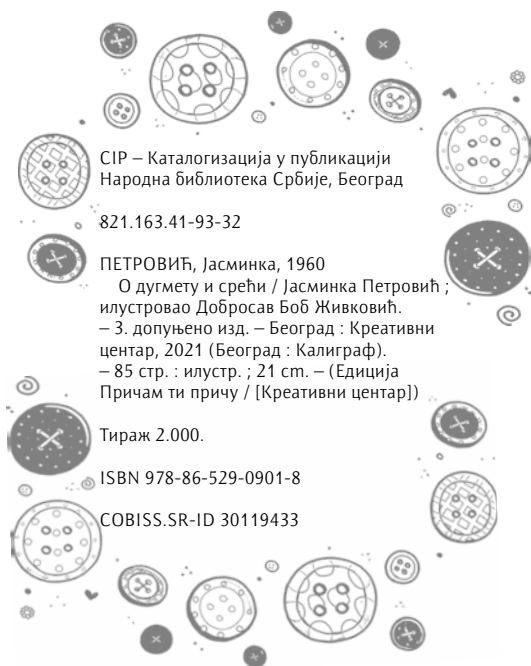 CIP – Каталогизација у публикацији
Народна библиотека Србије, Београд
821.163.41-93-32
ПЕТРОВИЋ, Јасминка, 1960
О дугмету и срећи / Јасминка Петровић ;
илустровао Добросав Боб Живковић.
– 3. допуњено изд. – Београд : Креативни
центар, 2021 (Београд : Калиграф).
– 85 стр. : илустр. ; 21 cm. – (Едиција
Причам ти причу / [Креативни центар])
Тираж 2.000.
ISBN 978-86-529-0901-8
COBISS.SR-ID 30119433